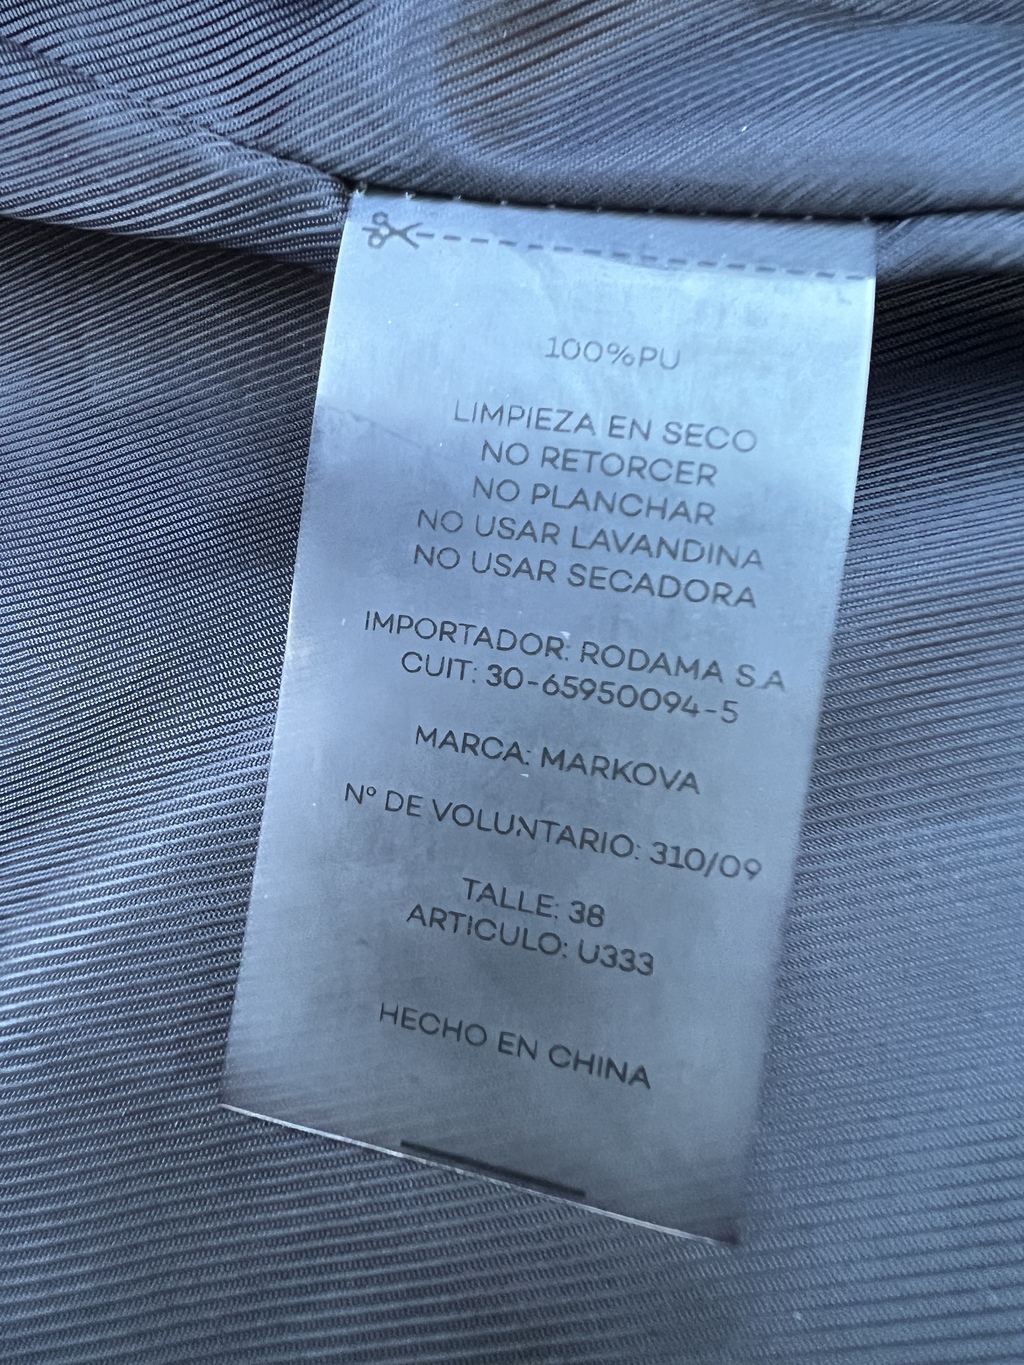 100%PU
LIMPIEZA EN SECO
NO RETORCER
NO PLANCHAR
NO USAR LAVANDINA
NO USAR SECADORA
IMPORTADOR: RODAMA S.A
CUIT: 30-65950094-5
MARCA: MARKOVA
Nº DE VOLUNTARIO: 310/09
TALLE: 38
ARTICULO: U333
HECHO EN CHINA